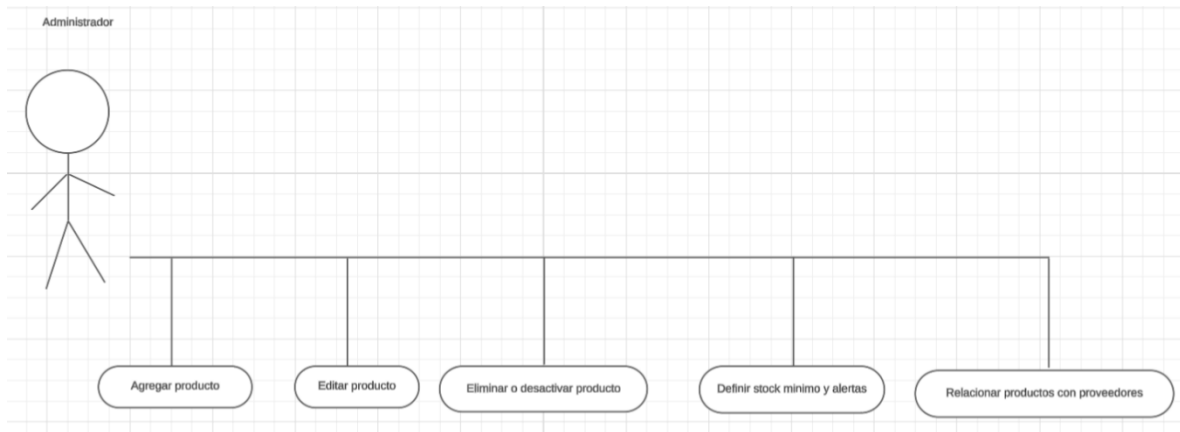 Administrador
Agregar producto
Editar producto
Eliminar o desactivar producto
Definir stock minimo y alertas
Relacionar productos con proveedores